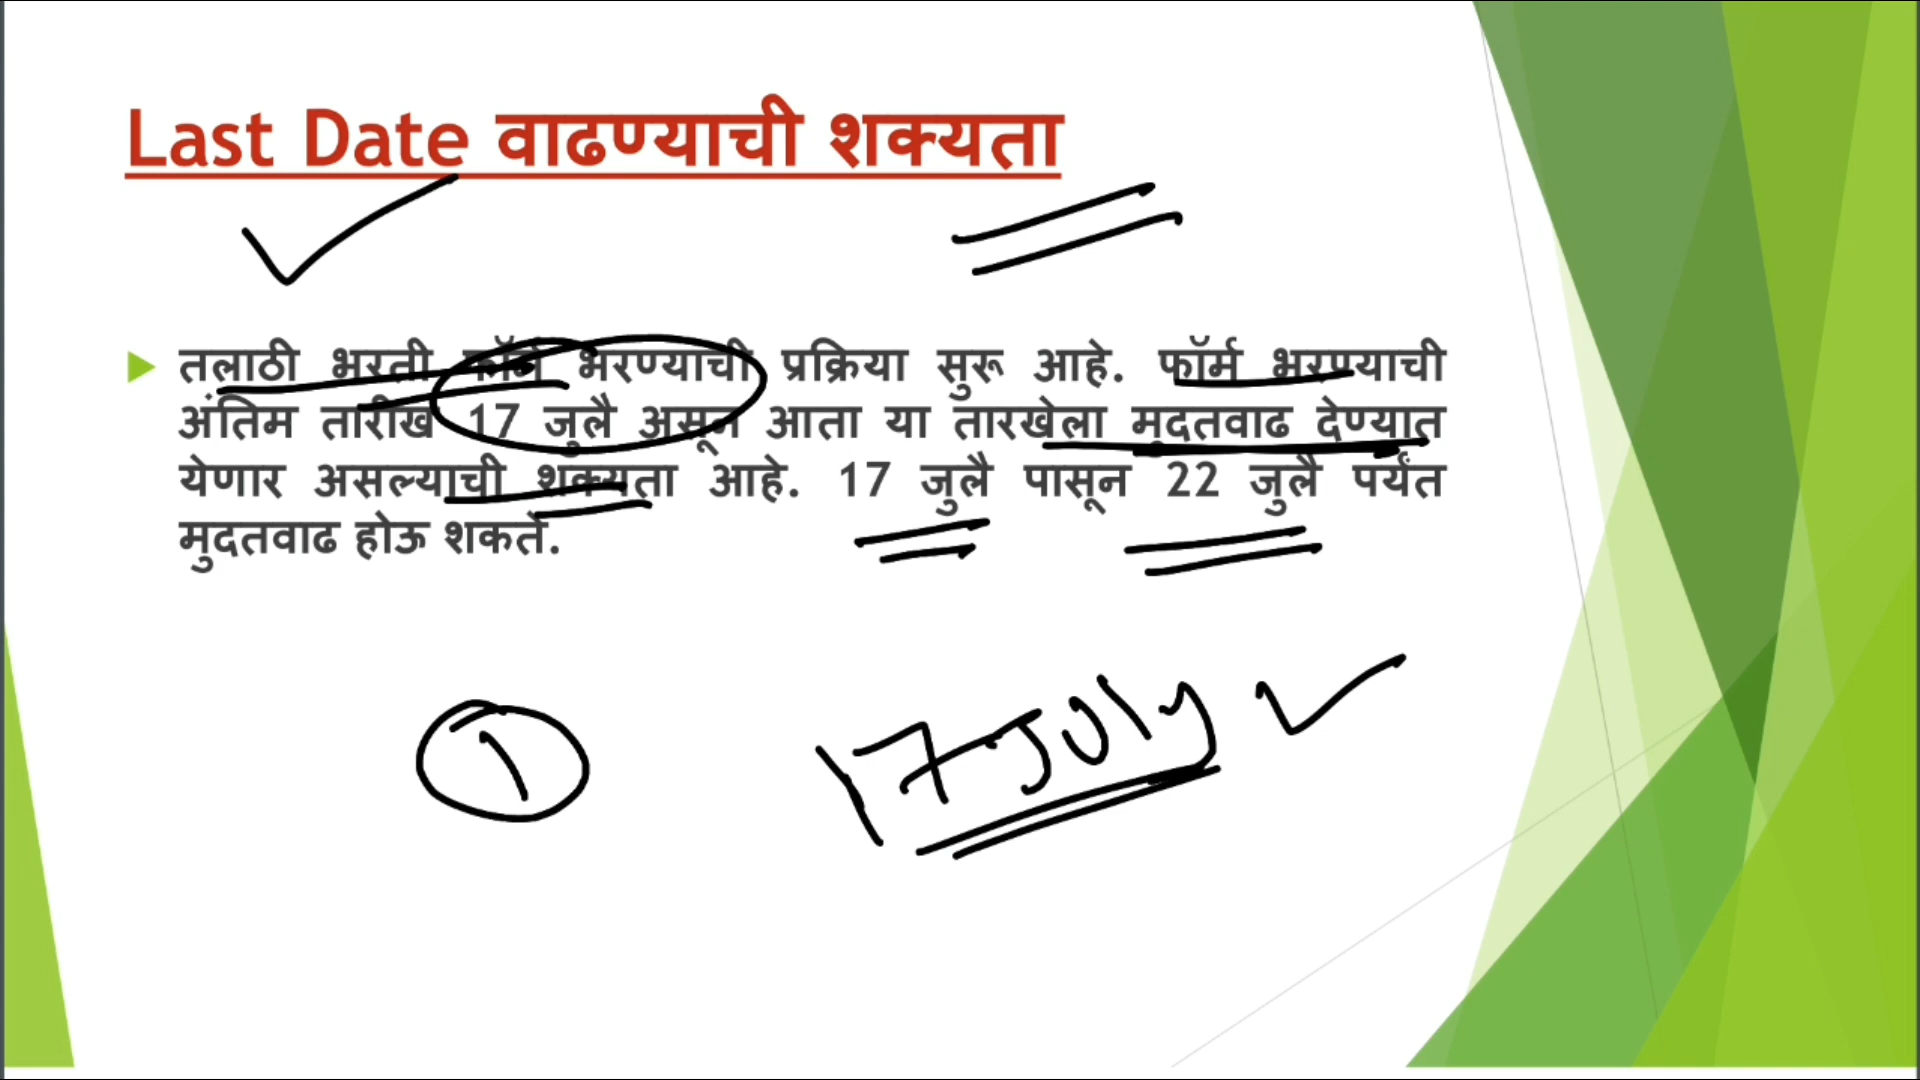 Last Date वाढण्याची शक्यता
तलाठी भरती फॉर्म भरण्याची प्रक्रिया सुरू आहे. फॉर्म भरण्याची
अंतिम तारीख 17 जुलै असून आता या तारखेला मुदतवाढ देण्यात
येणार असल्याची शक्यता आहे. 17 जुलै पासून 22 जुलै पर्यंत
मुदतवाढ होऊ शकते.
1
17 July